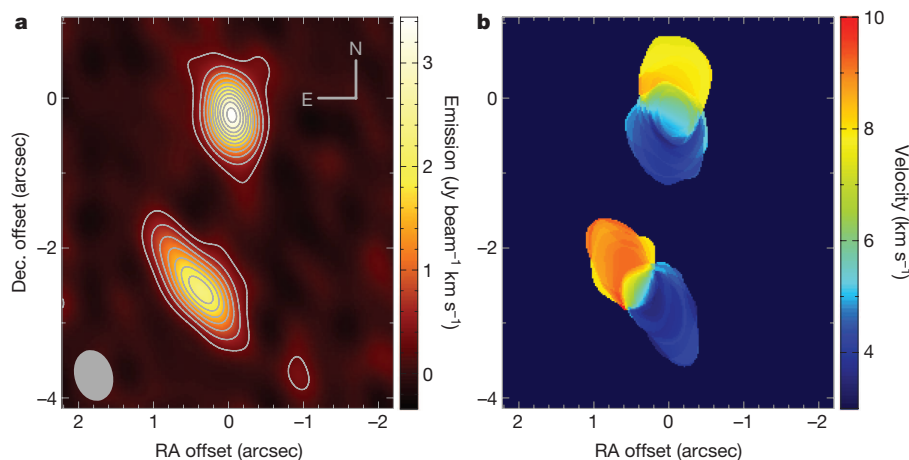 a
N
E
0
−2
−4
Dec. offset (arcsec)
2 1 0 −1 −2
RA offset (arcsec)
3
2
1
0
Emission (Jy beam⁻¹ km s⁻¹)
b
0
−2
−4
2 1 0 −1 −2
RA offset (arcsec)
10
8
6
4
Velocity (km s⁻¹)